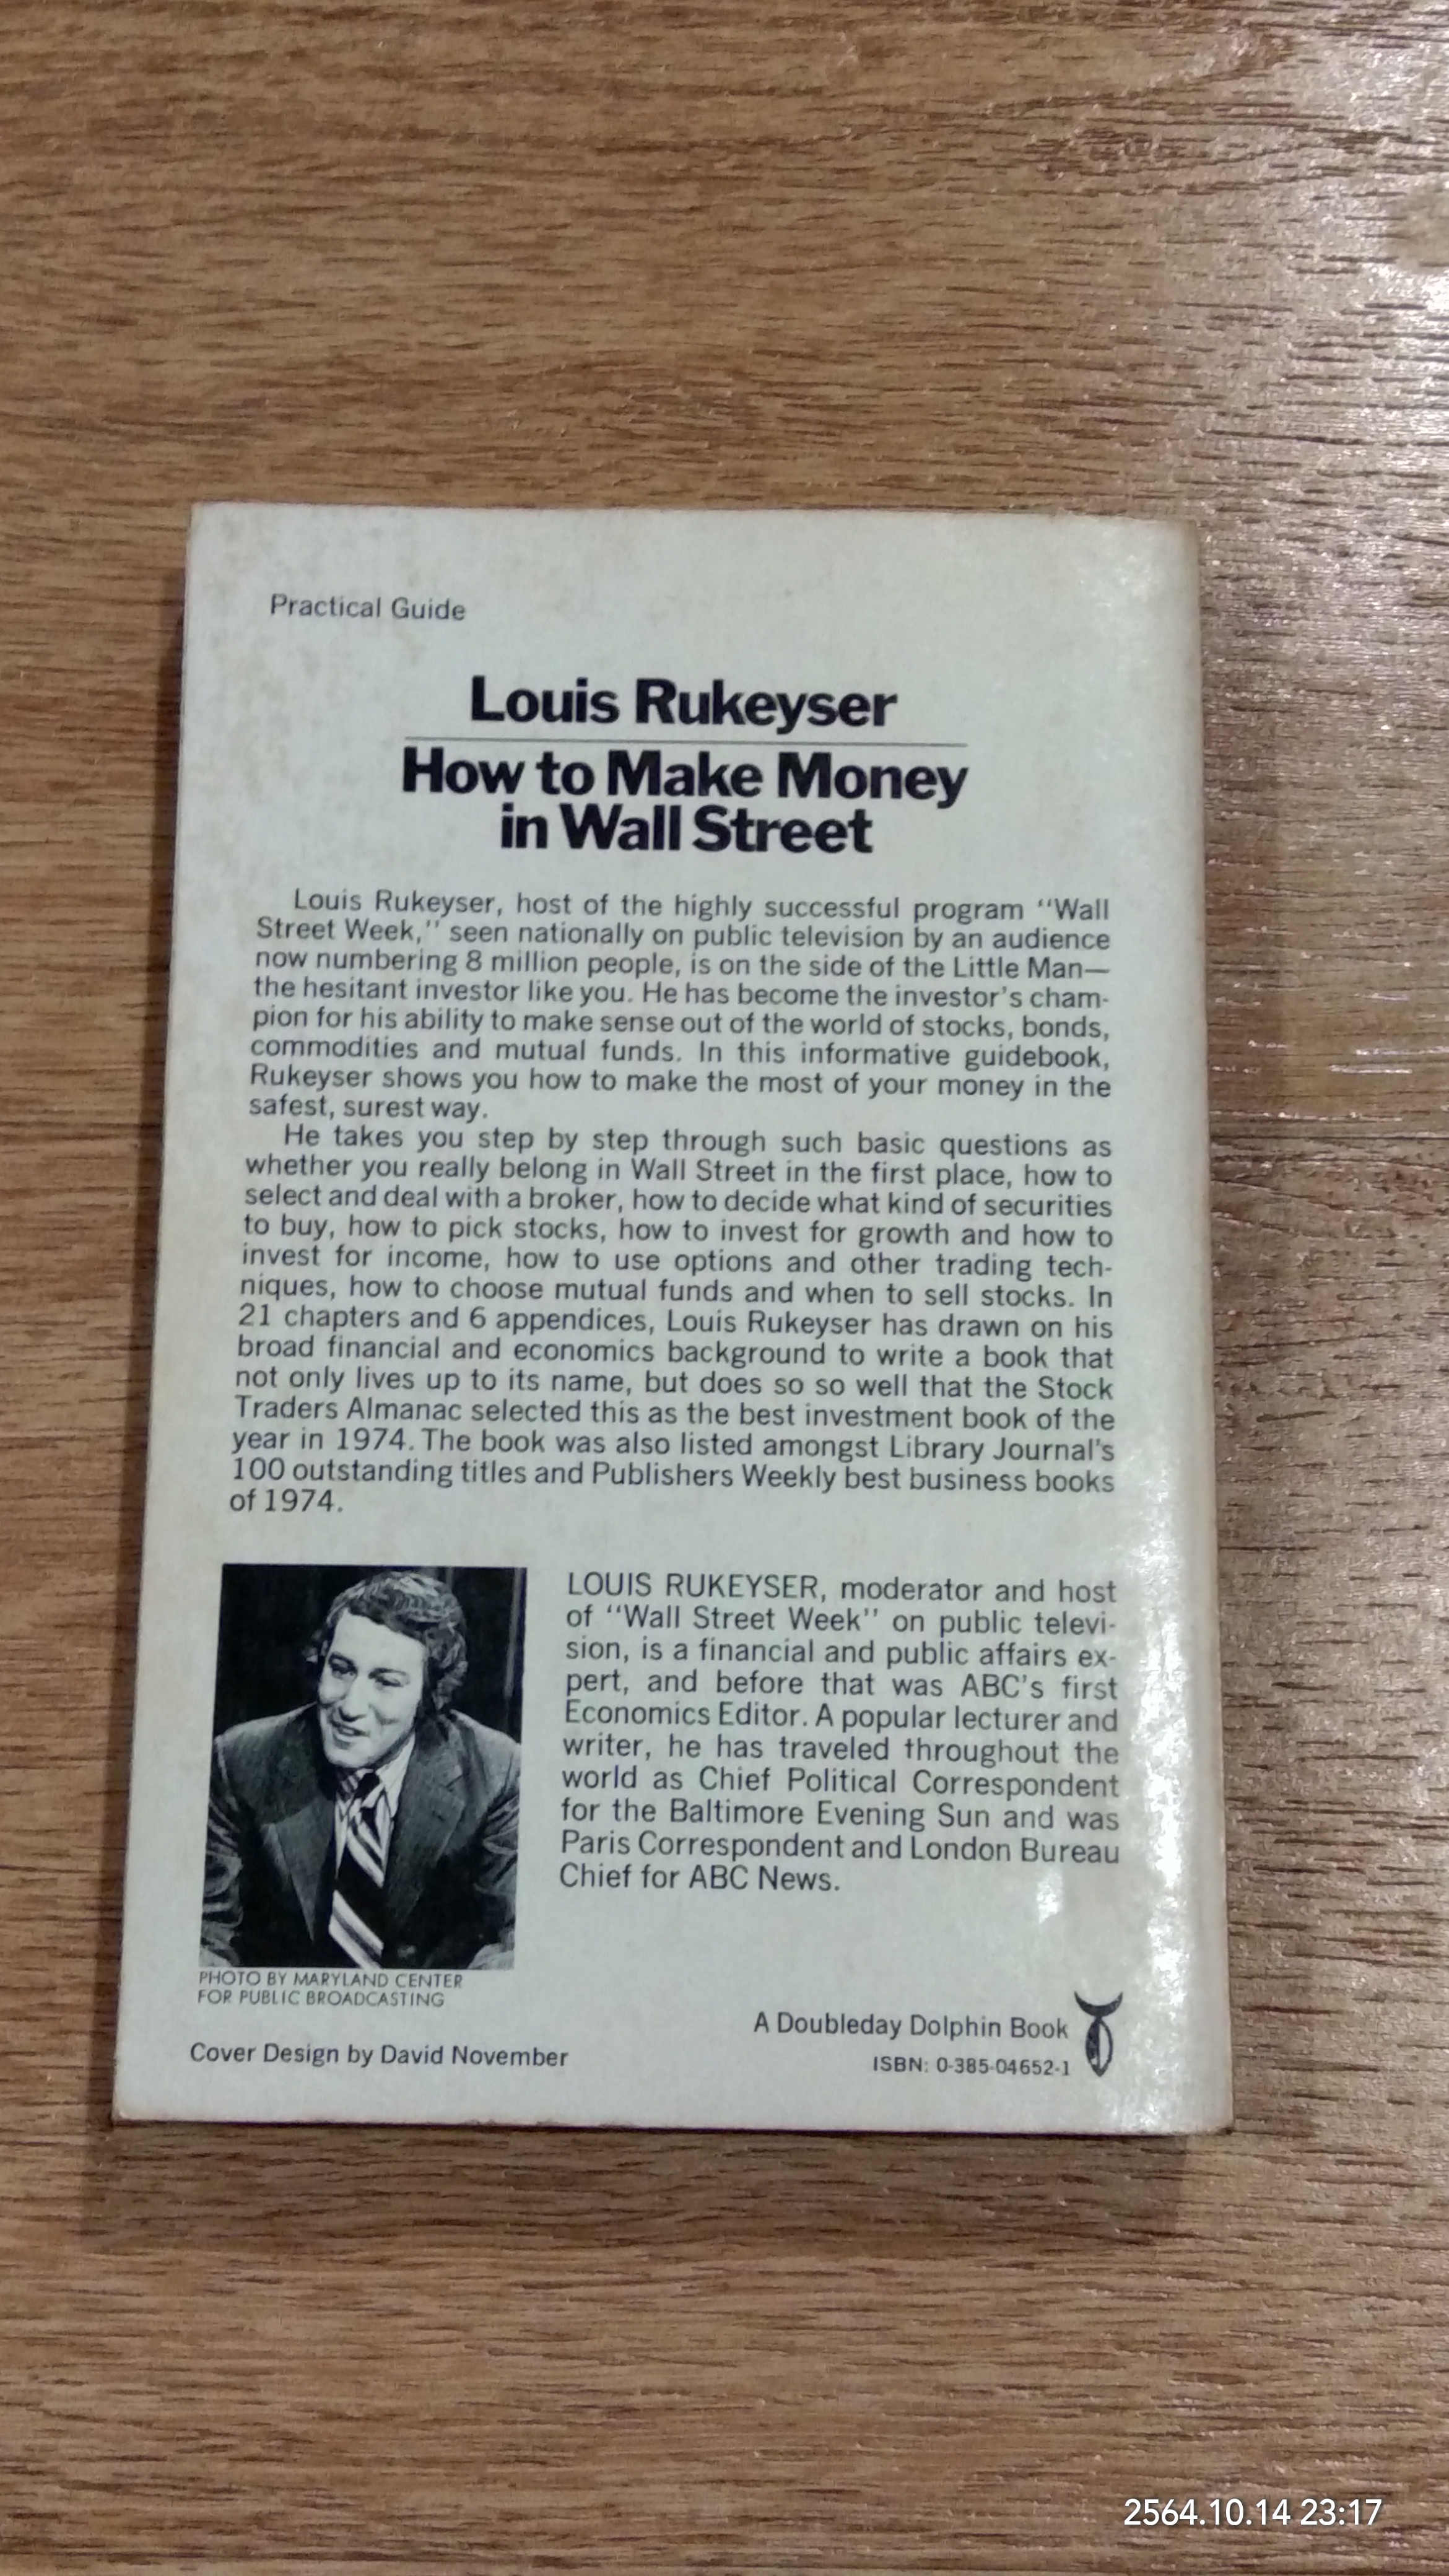 Practical Guide
Louis Rukeyser
How to Make Money
in Wall Street
Louis Rukeyser, host of the highly successful program ‘‘Wall
Street Week,’’ seen nationally on public television by an audience
now numbering 8 million people, is on the side of the Little Man—
the hesitant investor like you. He has become the investor's cham-
pion for his ability to make sense out of the world of stocks, bonds,
commodities and mutual funds. In this informative guidebook,
Rukeyser shows you how to make the most of your money in the
safest, surest way.
He takes you step by step through such basic questions as
whether you really belong in Wall Street in the first place, how to
select and deal with a broker, how to decide what kind of securities
to buy, how to pick stocks, how to invest for growth and how to
invest for income, how to use options and other trading tech-
niques, how to choose mutual funds and when to sell stocks. In
21 chapters and 6 appendices, Louis Rukeyser has drawn on his
broad financial and economics background to write a book that
not only lives up to its name, but does so so well that the Stock
Traders Almanac selected this as the best investment book of the
year in 1974. The book was also listed amongst Library Journal's
100 outstanding titles and Publishers Weekly best business books
of 1974.
LOUIS RUKEYSER, moderator and host
of ‘‘Wall Street Week’’ on public televi-
sion, is a financial and public affairs ex-
pert, and before that was ABC's first
Economics Editor. A popular lecturer and
writer, he has traveled throughout the
world as Chief Political Correspondent
for the Baltimore Evening Sun and was
Paris Correspondent and London Bureau
Chief for ABC News.
PHOTO BY MARYLAND CENTER
FOR PUBLIC BROADCASTING
Cover Design by David November
A Doubleday Dolphin Book
ISBN: 0-385-04652-1
2564.10.14 23:17